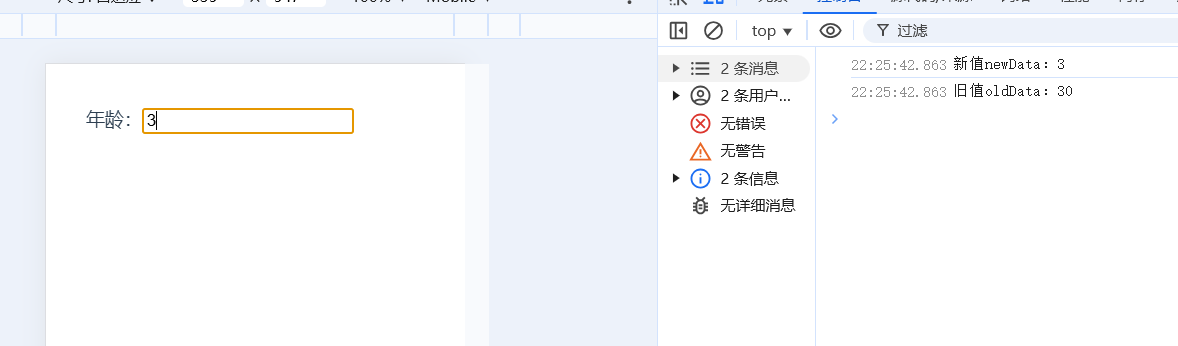 top
过滤
2 条消息
2 条用户...
无错误
无警告
2 条信息
无详细消息
年龄：3
22:25:42.863 新值newData：3
22:25:42.863 旧值oldData：30